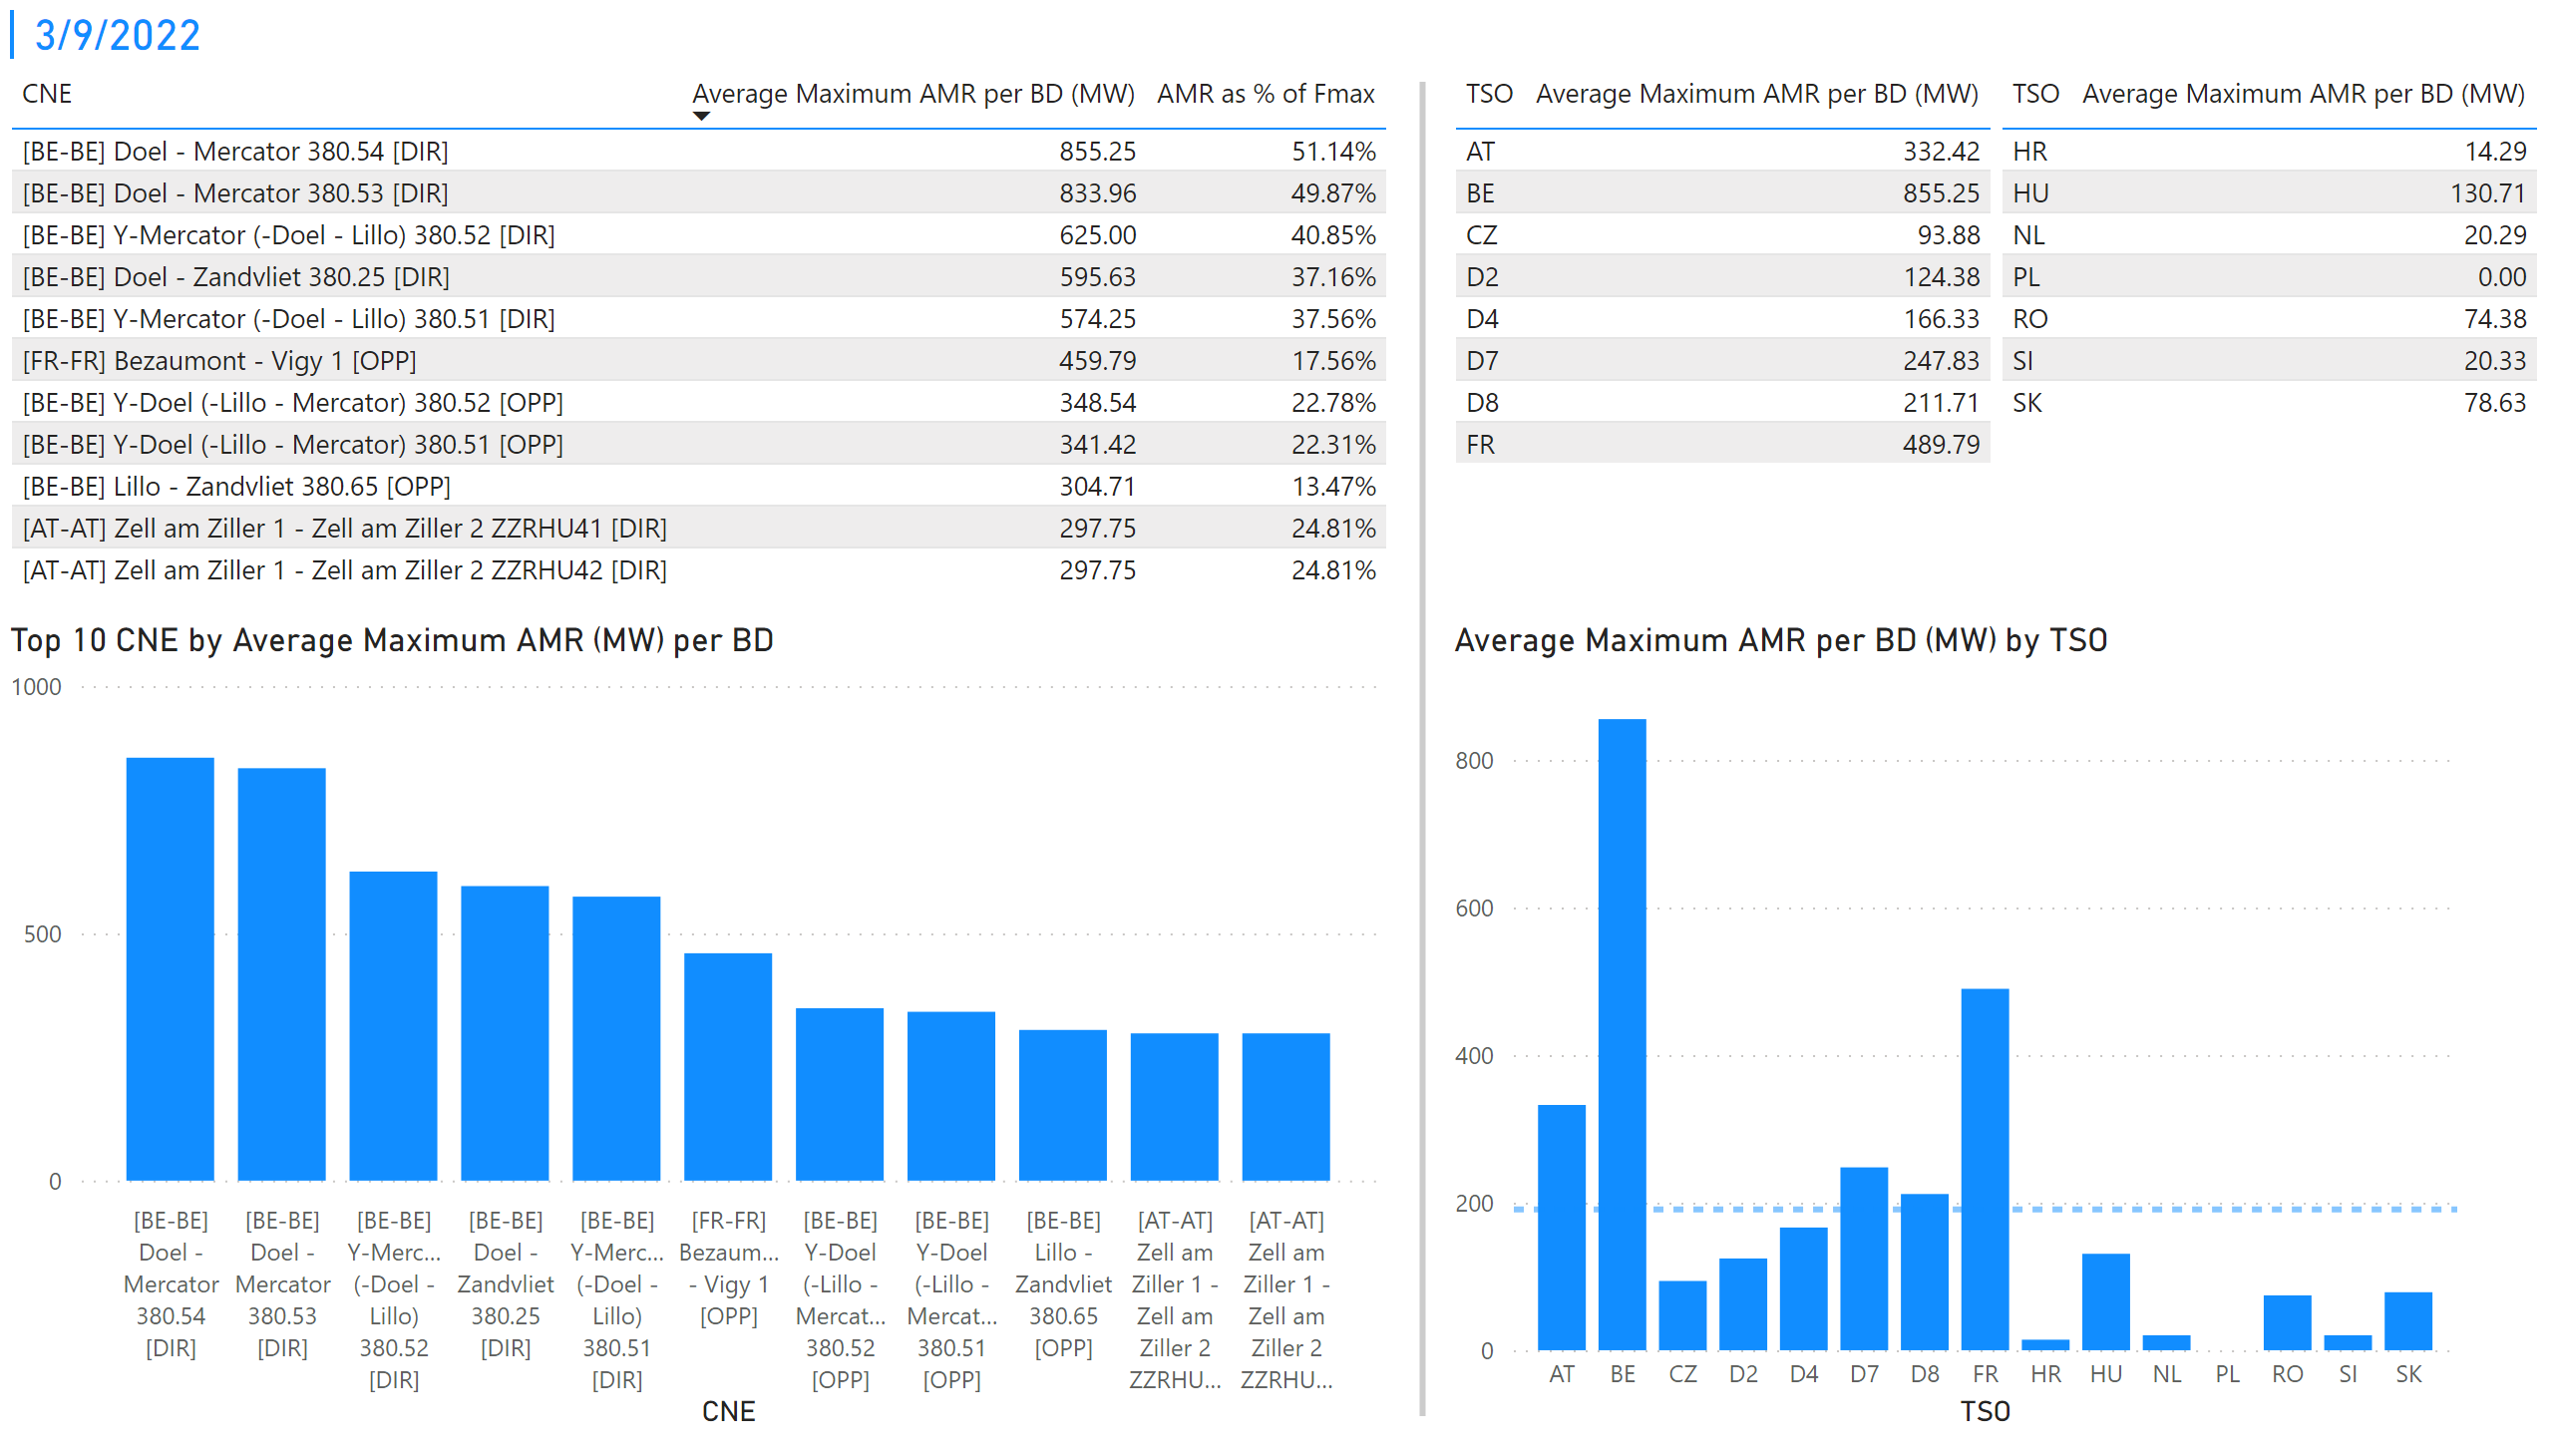 3/9/2022
CNE Average Maximum AMR per BD (MW) AMR as % of Fmax
[BE-BE] Doel - Mercator 380.54 [DIR] 855.25 51.14%
[BE-BE] Doel - Mercator 380.53 [DIR] 833.96 49.87%
[BE-BE] Y-Mercator (-Doel - Lillo) 380.52 [DIR] 625.00 40.85%
[BE-BE] Doel - Zandvliet 380.25 [DIR] 595.63 37.16%
[BE-BE] Y-Mercator (-Doel - Lillo) 380.51 [DIR] 574.25 37.56%
[FR-FR] Bezaumont - Vigy 1 [OPP] 459.79 17.56%
[BE-BE] Y-Doel (-Lillo - Mercator) 380.52 [OPP] 348.54 22.78%
[BE-BE] Y-Doel (-Lillo - Mercator) 380.51 [OPP] 341.42 22.31%
[BE-BE] Lillo - Zandvliet 380.65 [OPP] 304.71 13.47%
[AT-AT] Zell am Ziller 1 - Zell am Ziller 2 ZZRHU41 [DIR] 297.75 24.81%
[AT-AT] Zell am Ziller 1 - Zell am Ziller 2 ZZRHU42 [DIR] 297.75 24.81%
TSO Average Maximum AMR per BD (MW)
AT 332.42
BE 855.25
CZ 93.88
D2 124.38
D4 166.33
D7 247.83
D8 211.71
FR 489.79
TSO Average Maximum AMR per BD (MW)
HR 14.29
HU 130.71
NL 20.29
PL 0.00
RO 74.38
SI 20.33
SK 78.63
Top 10 CNE by Average Maximum AMR (MW) per BD
1000
500
0
[BE-BE]
Doel -
Mercator
380.54
[DIR]
[BE-BE]
Doel -
Mercator
380.53
[DIR]
[BE-BE]
Y-Merc...
(-Doel -
Lillo)
380.52
[DIR]
[BE-BE]
Doel -
Zandvliet
380.25
[DIR]
[BE-BE]
Y-Merc...
(-Doel -
Lillo)
380.51
[DIR]
[FR-FR]
Bezaum...
- Vigy 1
[OPP]
[BE-BE]
Y-Doel
(-Lillo -
Mercat...
380.52
[OPP]
[BE-BE]
Y-Doel
(-Lillo -
Mercat...
380.51
[OPP]
[BE-BE]
Lillo -
Zandvliet
380.65
[OPP]
[AT-AT]
Zell am
Ziller 1 -
Zell am
Ziller 2
ZZRHU...
[AT-AT]
Zell am
Ziller 1 -
Zell am
Ziller 2
ZZRHU...
CNE
Average Maximum AMR per BD (MW) by TSO
800
600
400
200
0
AT BE CZ D2 D4 D7 D8 FR HR HU NL PL RO SI SK
TSO